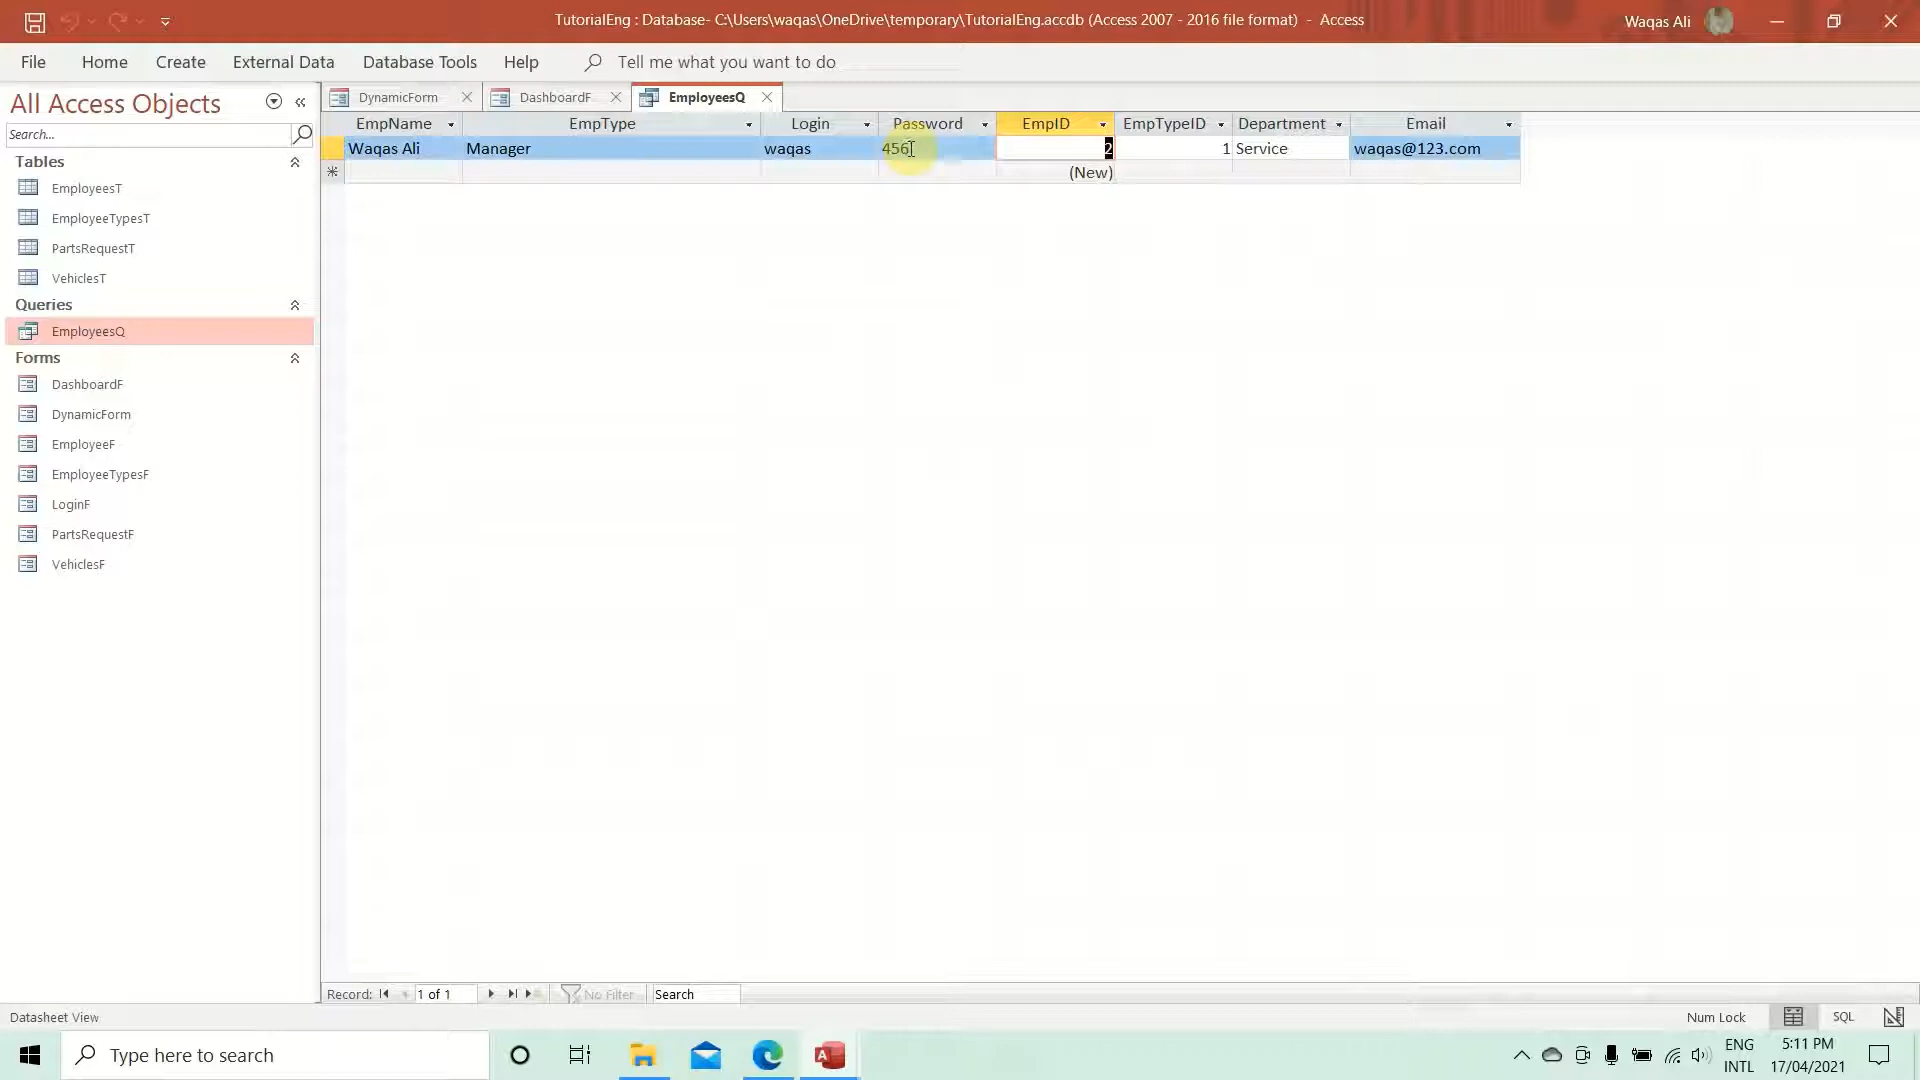 TutorialEng : Database- C:\Users\waqas\OneDrive\temporary\TutorialEng.accdb (Access 2007 - 2016 file format) - Access
Waqas Ali
File Home Create External Data Database Tools Help Tell me what you want to do
All Access Objects
Search...
Tables
EmployeesT
EmployeeTypesT
PartsRequestT
VehiclesT
Queries
EmployeesQ
Forms
DashboardF
DynamicForm
EmployeeF
EmployeeTypesF
LoginF
PartsRequestF
VehiclesF
DynamicForm DashboardF EmployeesQ
EmpName EmpType Login Password EmpID EmpTypeID Department Email
Waqas Ali Manager waqas 456 2 1 Service waqas@123.com
(New)
Record: 1 of 1 No Filter Search
Datasheet View
Num Lock SQL
Type here to search
ENG
INTL
5:11 PM
17/04/2021